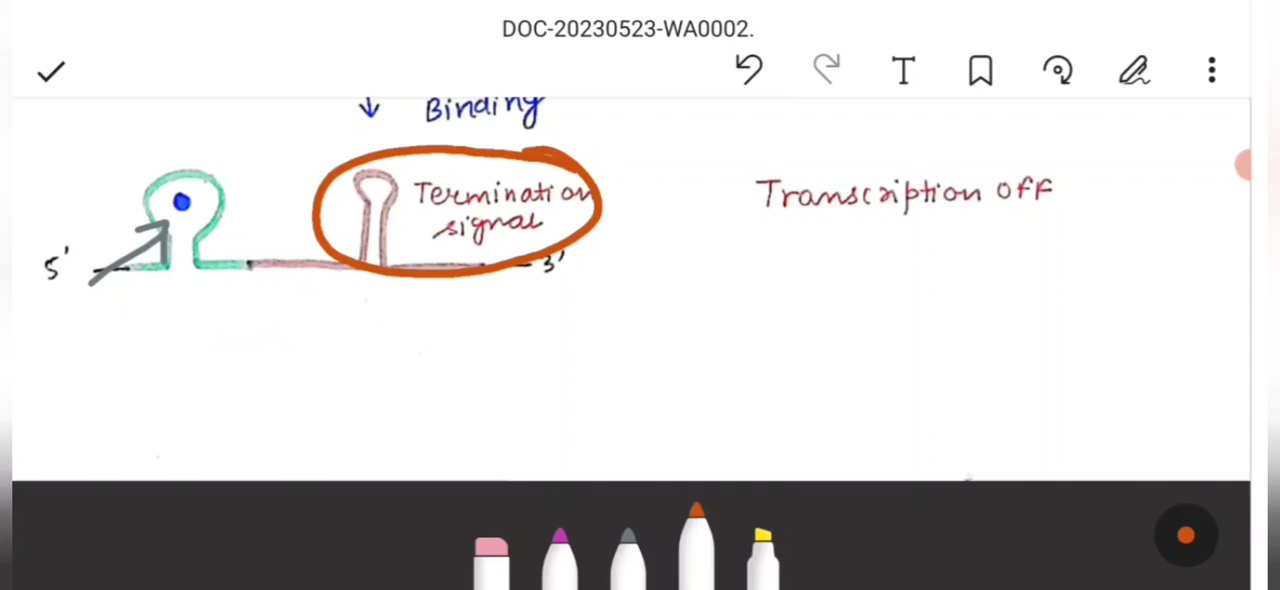 DOC-20230523-WA0002.
T
Binding
Termination
signal
Transcription off
5'
3'